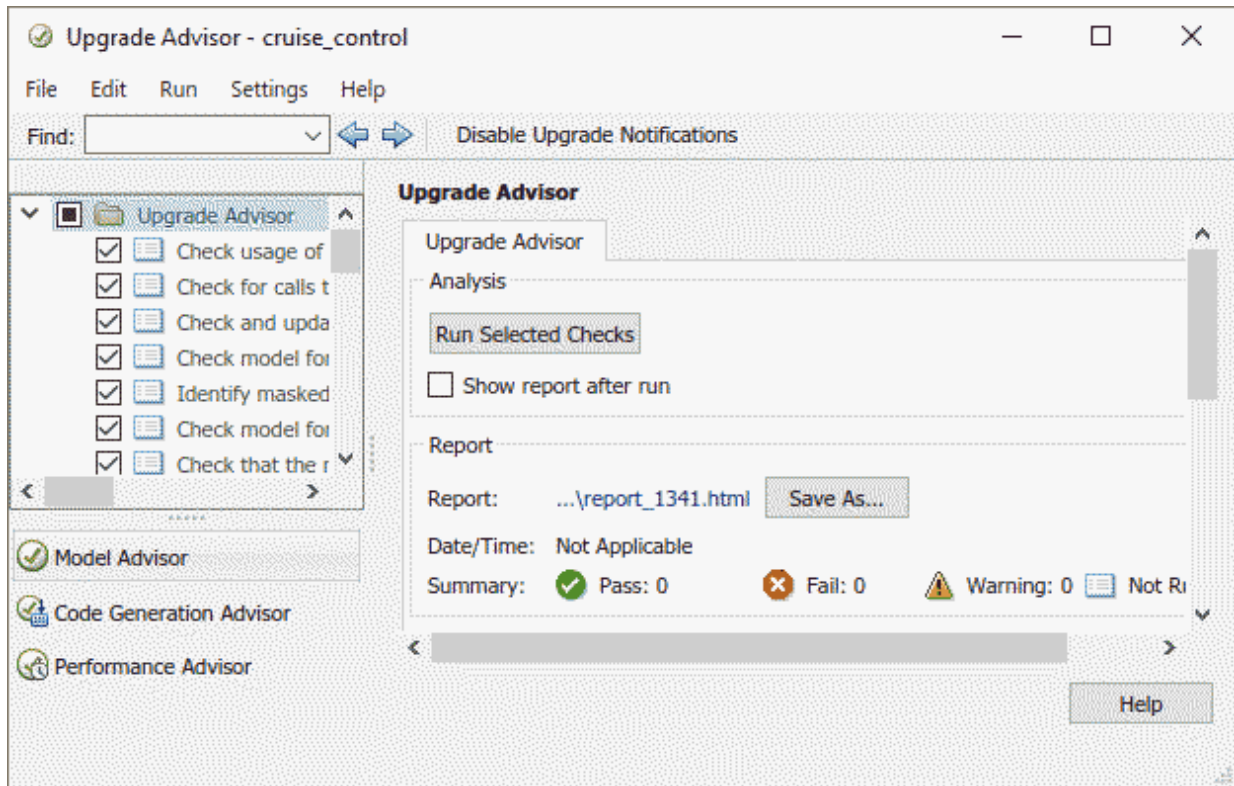 Upgrade Advisor - cruise_control
File Edit Run Settings Help
Find: Disable Upgrade Notifications
Upgrade Advisor
Check usage of
Check for calls t
Check and upda
Check model for
Identify masked
Check model for
Check that the r
Model Advisor
Code Generation Advisor
Performance Advisor
Upgrade Advisor
Upgrade Advisor
Analysis
Run Selected Checks
Show report after run
Report
Report: ...\report_1341.html Save As...
Date/Time: Not Applicable
Summary: Pass: 0 Fail: 0 Warning: 0 Not Ru
Help